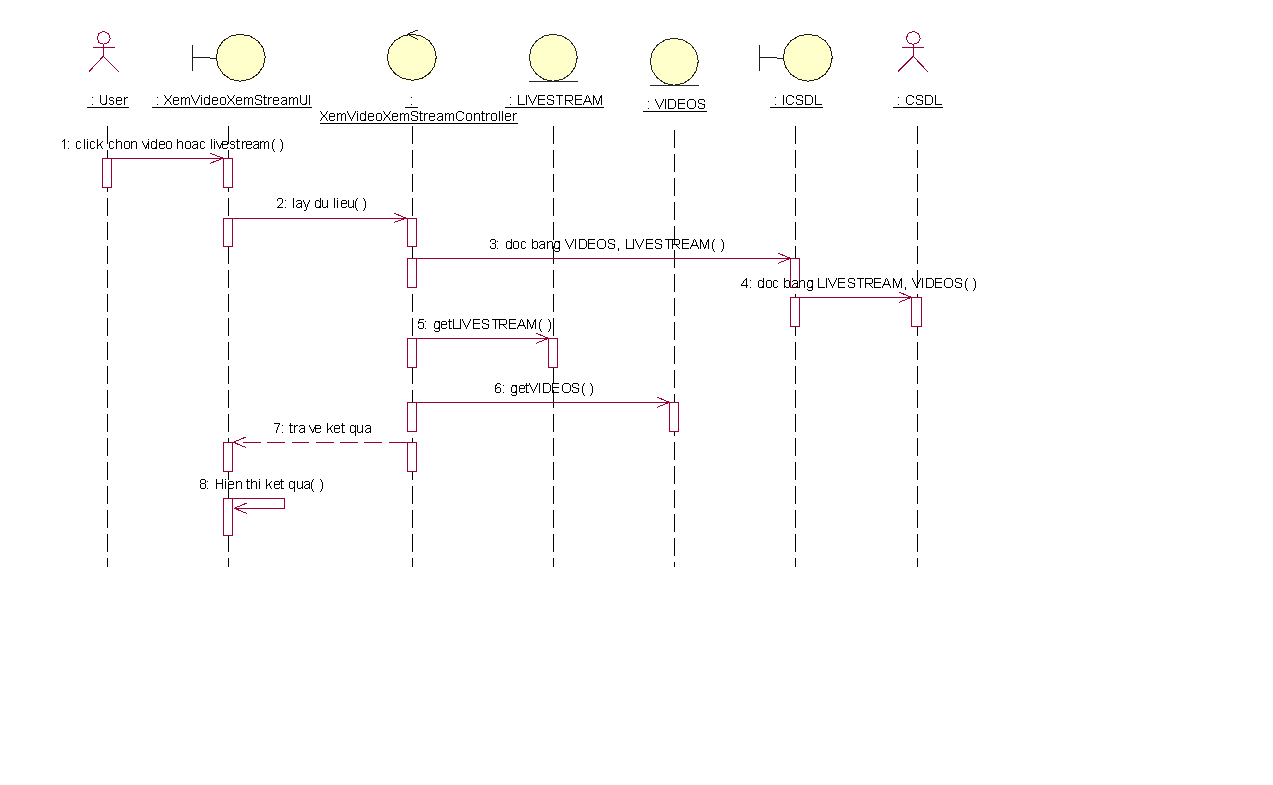 : User
: XemVideoXemStreamUI
:
XemVideoXemStreamController
: LIVESTREAM
: VIDEOS
: ICSDL
: CSDL
1: click chon video hoac livestream( )
2: lay du lieu( )
3: doc bang VIDEOS, LIVESTREAM( )
4: doc bang LIVESTREAM, VIDEOS( )
5: getLIVESTREAM( )
6: getVIDEOS( )
7: tra ve ket qua
8: Hien thi ket qua( )